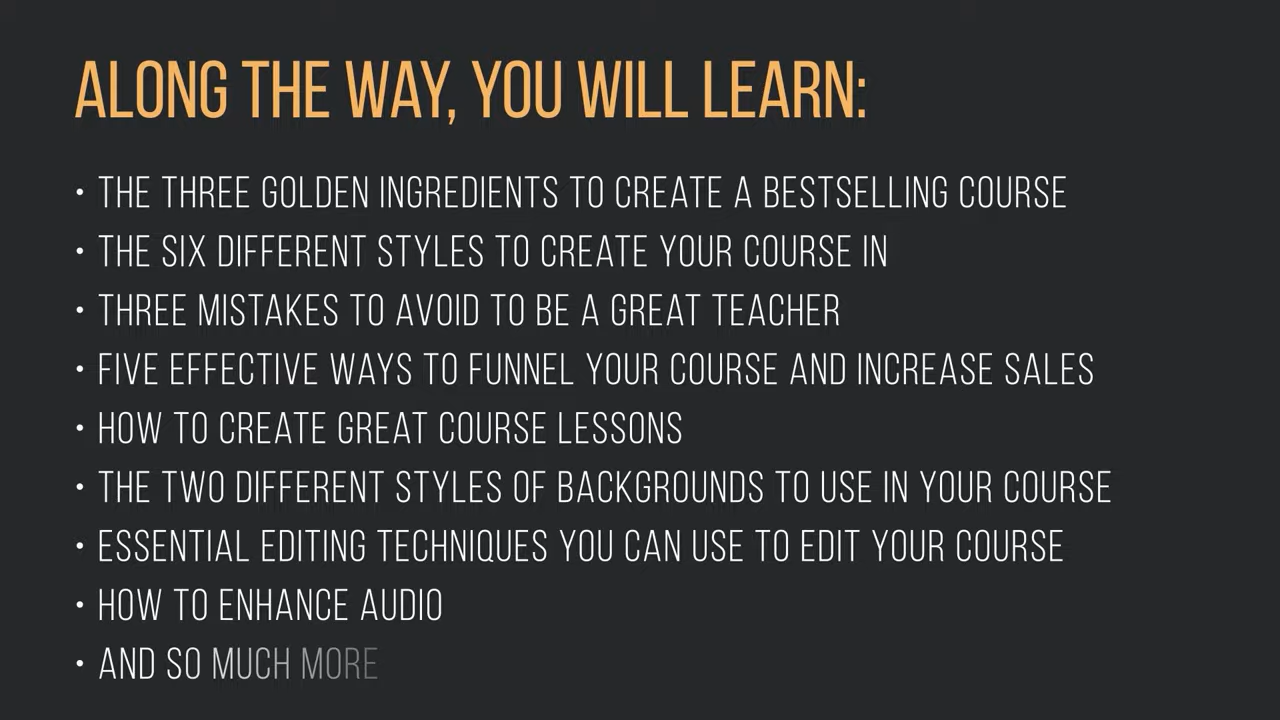 ALONG THE WAY, YOU WILL LEARN:
• THE THREE GOLDEN INGREDIENTS TO CREATE A BESTSELLING COURSE
• THE SIX DIFFERENT STYLES TO CREATE YOUR COURSE IN
• THREE MISTAKES TO AVOID TO BE A GREAT TEACHER
• FIVE EFFECTIVE WAYS TO FUNNEL YOUR COURSE AND INCREASE SALES
• HOW TO CREATE GREAT COURSE LESSONS
• THE TWO DIFFERENT STYLES OF BACKGROUNDS TO USE IN YOUR COURSE
• ESSENTIAL EDITING TECHNIQUES YOU CAN USE TO EDIT YOUR COURSE
• HOW TO ENHANCE AUDIO
• AND SO MUCH MORE